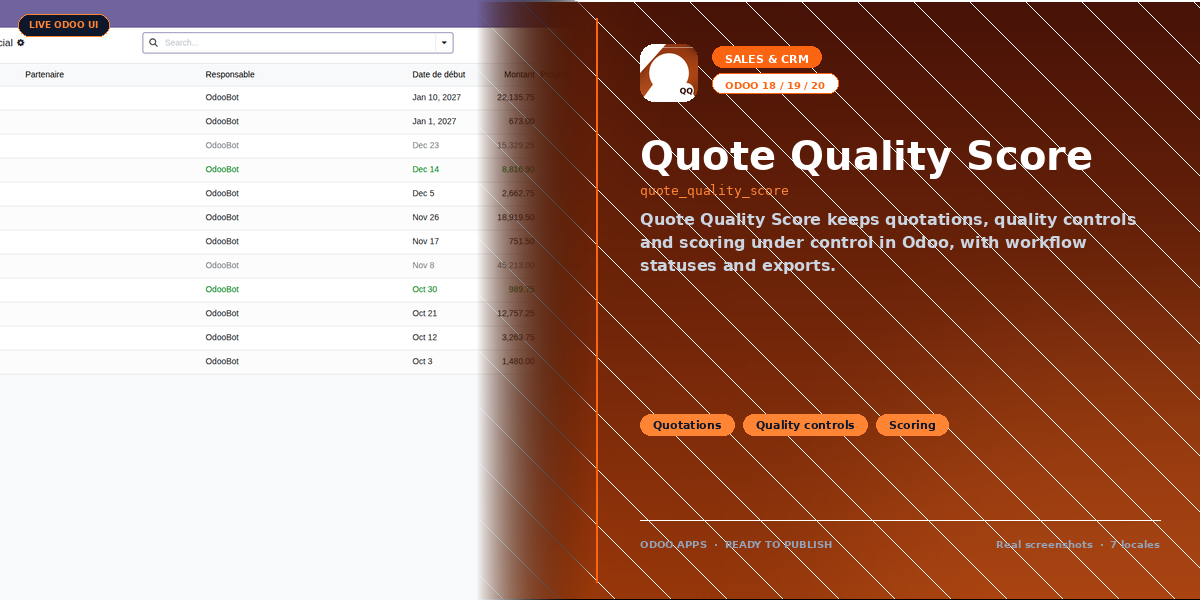 LIVE ODOO UI
cial
Search...
Partenaire Responsable Date de début Montant
OdooBot Jan 10, 2027 22,135.75
OdooBot Jan 1, 2027 673.00
OdooBot Dec 23 15,329.25
OdooBot Dec 14 8,816.90
OdooBot Dec 5 2,662.75
OdooBot Nov 26 18,919.50
OdooBot Nov 17 751.50
OdooBot Nov 8 45,213.00
OdooBot Oct 30 989.75
OdooBot Oct 21 12,757.25
OdooBot Oct 12 3,263.75
OdooBot Oct 3 1,480.00
QQ
SALES & CRM
ODOO 18 / 19 / 20
Quote Quality Score
quote_quality_score
Quote Quality Score keeps quotations, quality controls
and scoring under control in Odoo, with workflow
statuses and exports.
Quotations Quality controls Scoring
ODOO APPS · READY TO PUBLISH
Real screenshots · 7 locales